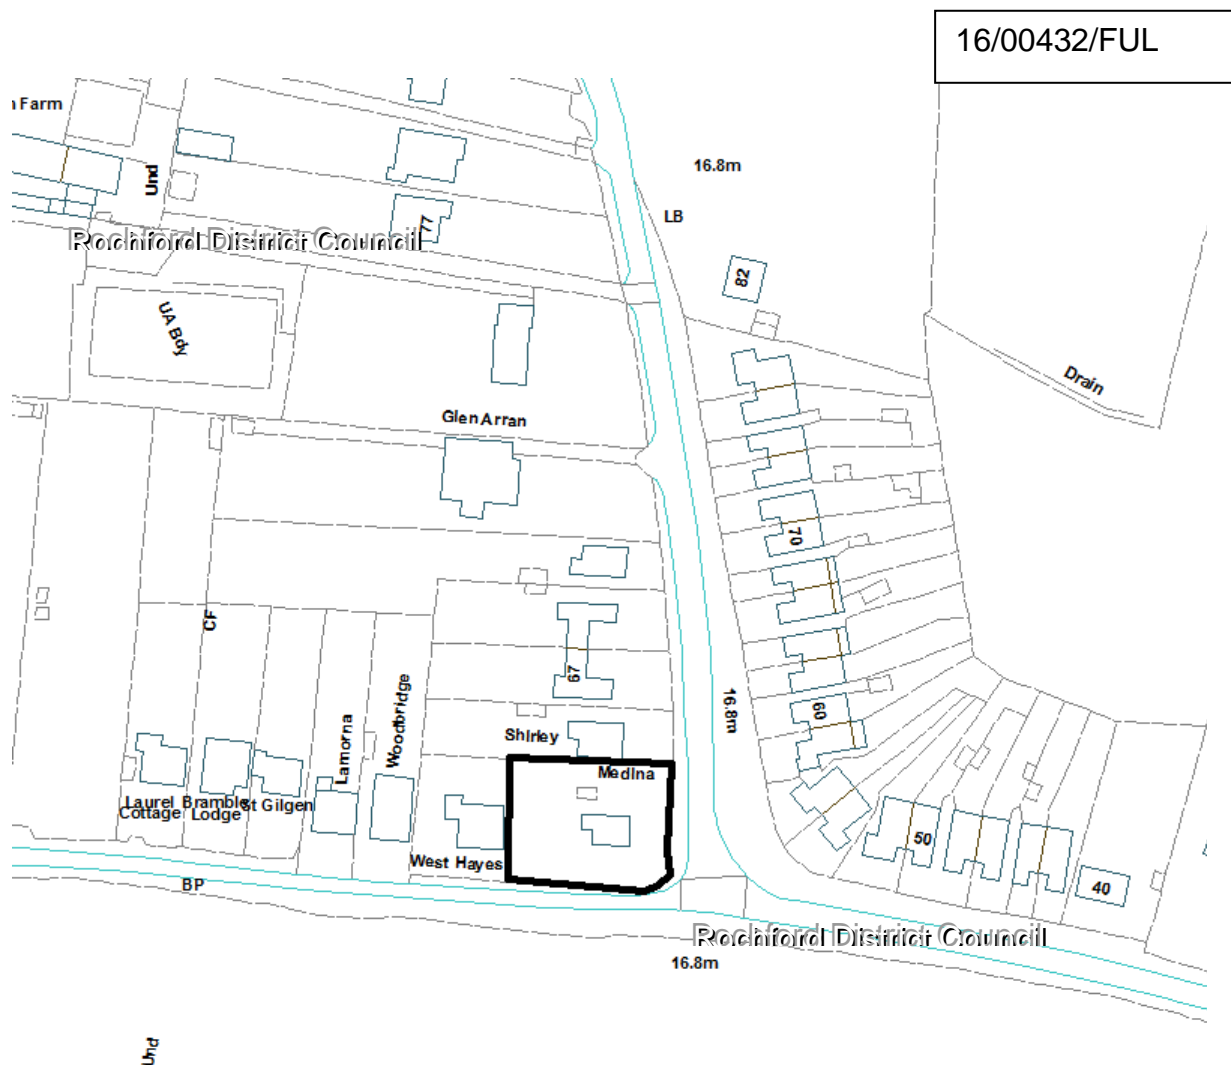 16/00432/FUL
n Farm
Und
16.8m
LB
77
Rochford District Council
82
UA Bdy
Drain
Glen Arran
70
CF
67
Woodbridge
16.8m
60
Lamorna
Shirley
Medina
Laurel Cottage
Bramble Lodge
St Gilgen
50
West Hayes
BP
40
Rochford District Council
16.8m
Und